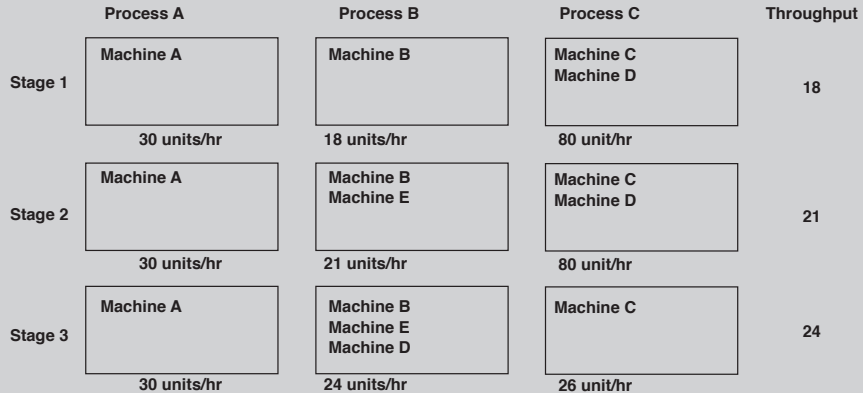 Process A Process B Process C Throughput
Stage 1
Machine A
Machine B
Machine C
Machine D
18
30 units/hr 18 units/hr 80 unit/hr
Stage 2
Machine A
Machine B
Machine E
Machine C
Machine D
21
30 units/hr 21 units/hr 80 unit/hr
Stage 3
Machine A
Machine B
Machine E
Machine D
Machine C
24
30 units/hr 24 units/hr 26 unit/hr